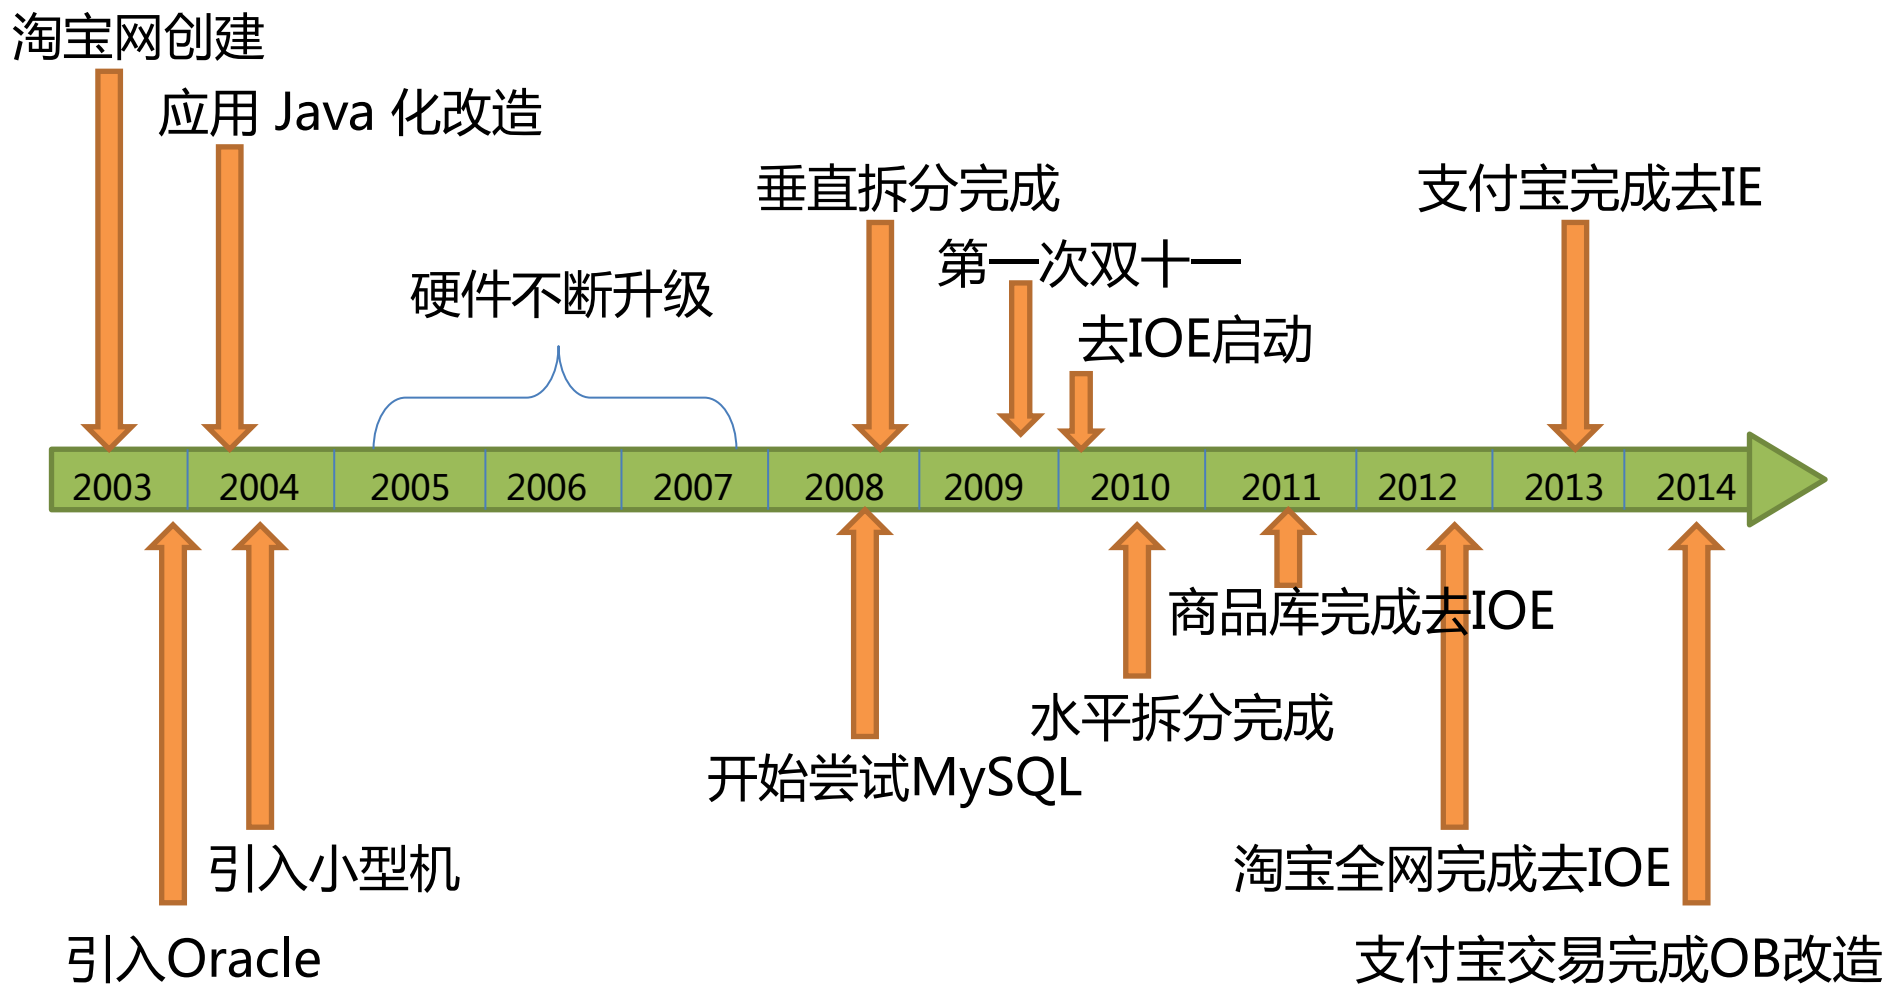 淘宝网创建
应用 Java 化改造
垂直拆分完成
支付宝完成去IE
第一次双十一
硬件不断升级
去IOE启动
2003
2004
2005
2006
2007
2008
2009
2010
2011
2012
2013
2014
商品库完成去IOE
水平拆分完成
开始尝试MySQL
引入小型机
淘宝全网完成去IOE
引入Oracle
支付宝交易完成OB改造